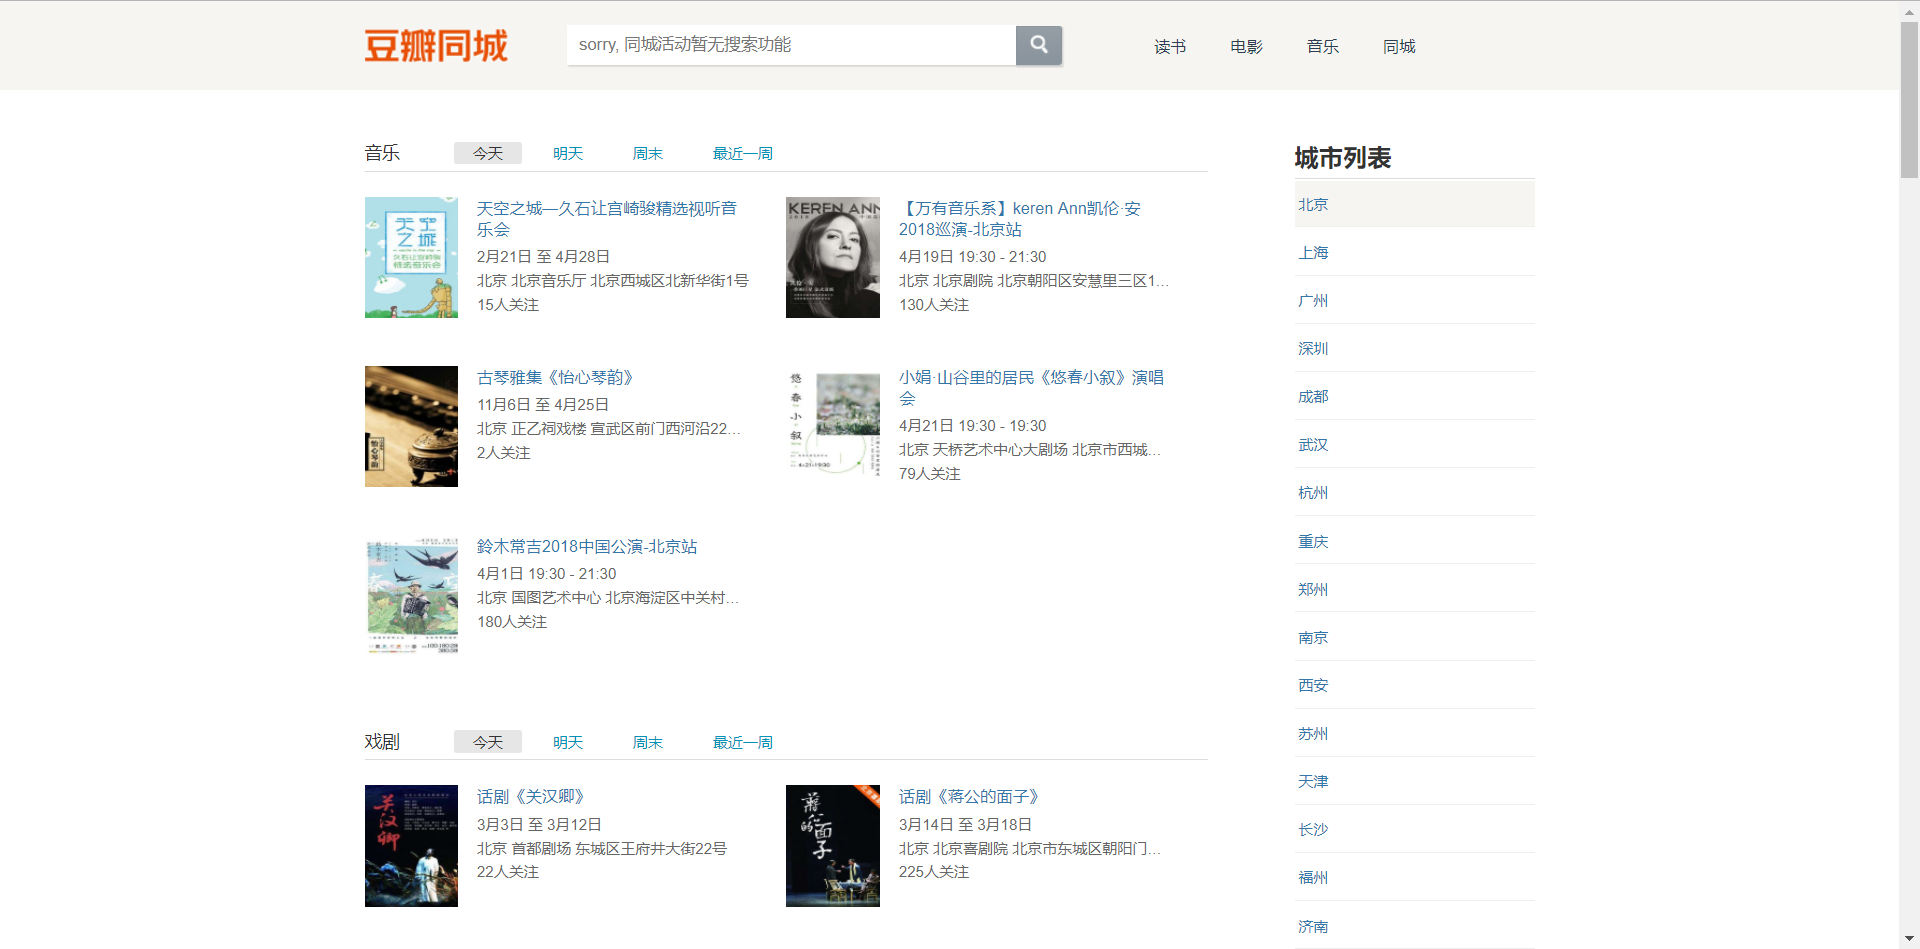 豆瓣同城
sorry, 同城活动暂无搜索功能
读书 电影 音乐 同城
音乐 今天 明天 周末 最近一周
天空之城
久石让宫崎骏
精选音乐会
天空之城—久石让宫崎骏精选视听音
乐会
2月21日 至 4月28日
北京 北京音乐厅 北京西城区北新华街1号
15人关注
KEREN ANN
【万有音乐系】keren Ann凯伦·安
2018巡演-北京站
4月19日 19:30 - 21:30
北京 北京剧院 北京朝阳区安慧里三区1...
130人关注
怡心琴韵
古琴雅集《怡心琴韵》
11月6日 至 4月25日
北京 正乙祠戏楼 宣武区前门西河沿22...
2人关注
悠春小叙
4.21-19:30
小娟·山谷里的居民《悠春小叙》演唱
会
4月21日 19:30 - 19:30
北京 天桥艺术中心大剧场 北京市西城...
79人关注
鈴木常吉2018中国公演-北京站
4月1日 19:30 - 21:30
北京 国图艺术中心 北京海淀区中关村...
180人关注
戏剧 今天 明天 周末 最近一周
关汉卿
话剧《关汉卿》
3月3日 至 3月12日
北京 首都剧场 东城区王府井大街22号
22人关注
蒋公的面子
话剧《蒋公的面子》
3月14日 至 3月18日
北京 北京喜剧院 北京市东城区朝阳门...
225人关注
城市列表
北京
上海
广州
深圳
成都
武汉
杭州
重庆
郑州
南京
西安
苏州
天津
长沙
福州
济南